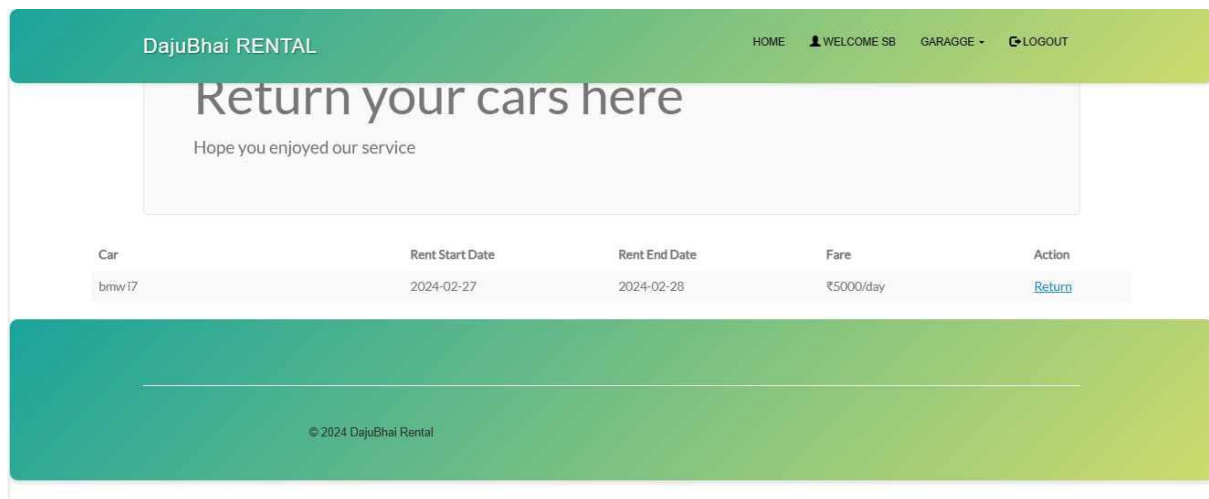 DajuBhai RENTAL HOME WELCOME SB GARAGGE LOGOUT
Return your cars here
Hope you enjoyed our service
Car Rent Start Date Rent End Date Fare Action
bmw i7 2024-02-27 2024-02-28 ₹5000/day Return
© 2024 DajuBhai Rental